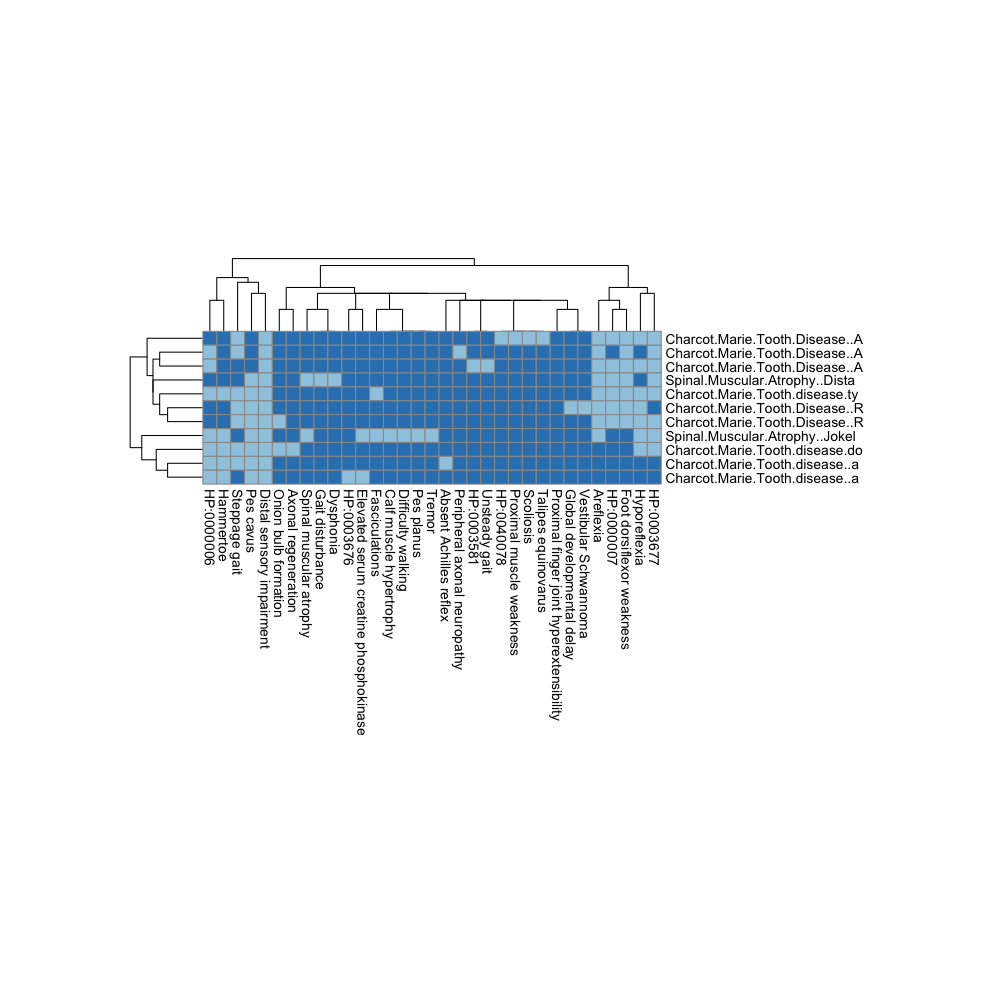 Charcot.Marie.Tooth.Disease..A
Charcot.Marie.Tooth.Disease..A
Charcot.Marie.Tooth.Disease..A
Spinal.Muscular.Atrophy..Dista
Charcot.Marie.Tooth.disease.ty
Charcot.Marie.Tooth.Disease..R
Charcot.Marie.Tooth.Disease..R
Spinal.Muscular.Atrophy..Jokel
Charcot.Marie.Tooth.disease.do
Charcot.Marie.Tooth.disease..a
Charcot.Marie.Tooth.disease..a
HP:0000006
Hammertoe
Steppage gait
Pes cavus
Distal sensory impairment
Onion bulb formation
Axonal regeneration
Spinal muscular atrophy
Gait disturbance
Dysphonia
HP:0003676
Elevated serum creatine phosphokinase
Fasciculations
Calf muscle hypertrophy
Difficulty walking
Pes planus
Tremor
Absent Achilles reflex
Peripheral axonal neuropathy
HP:0003581
Unsteady gait
HP:0040078
Proximal muscle weakness
Scoliosis
Talipes equinovarus
Proximal finger joint hyperextensibility
Global developmental delay
Vestibular Schwannoma
Areflexia
HP:0000007
Foot dorsiflexor weakness
Hyporeflexia
HP:0003677